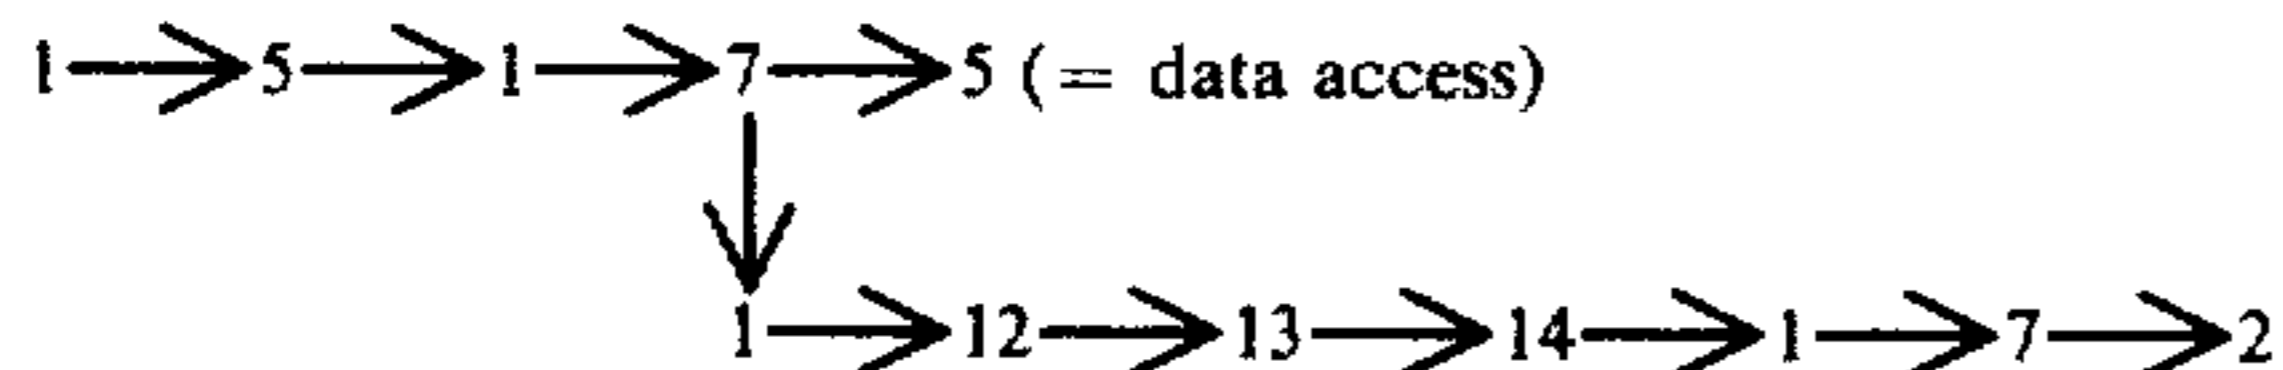 1 → 5 → 1 → 7 → 5 (= data access)
1 → 12 → 13 → 14 → 1 → 7 → 2